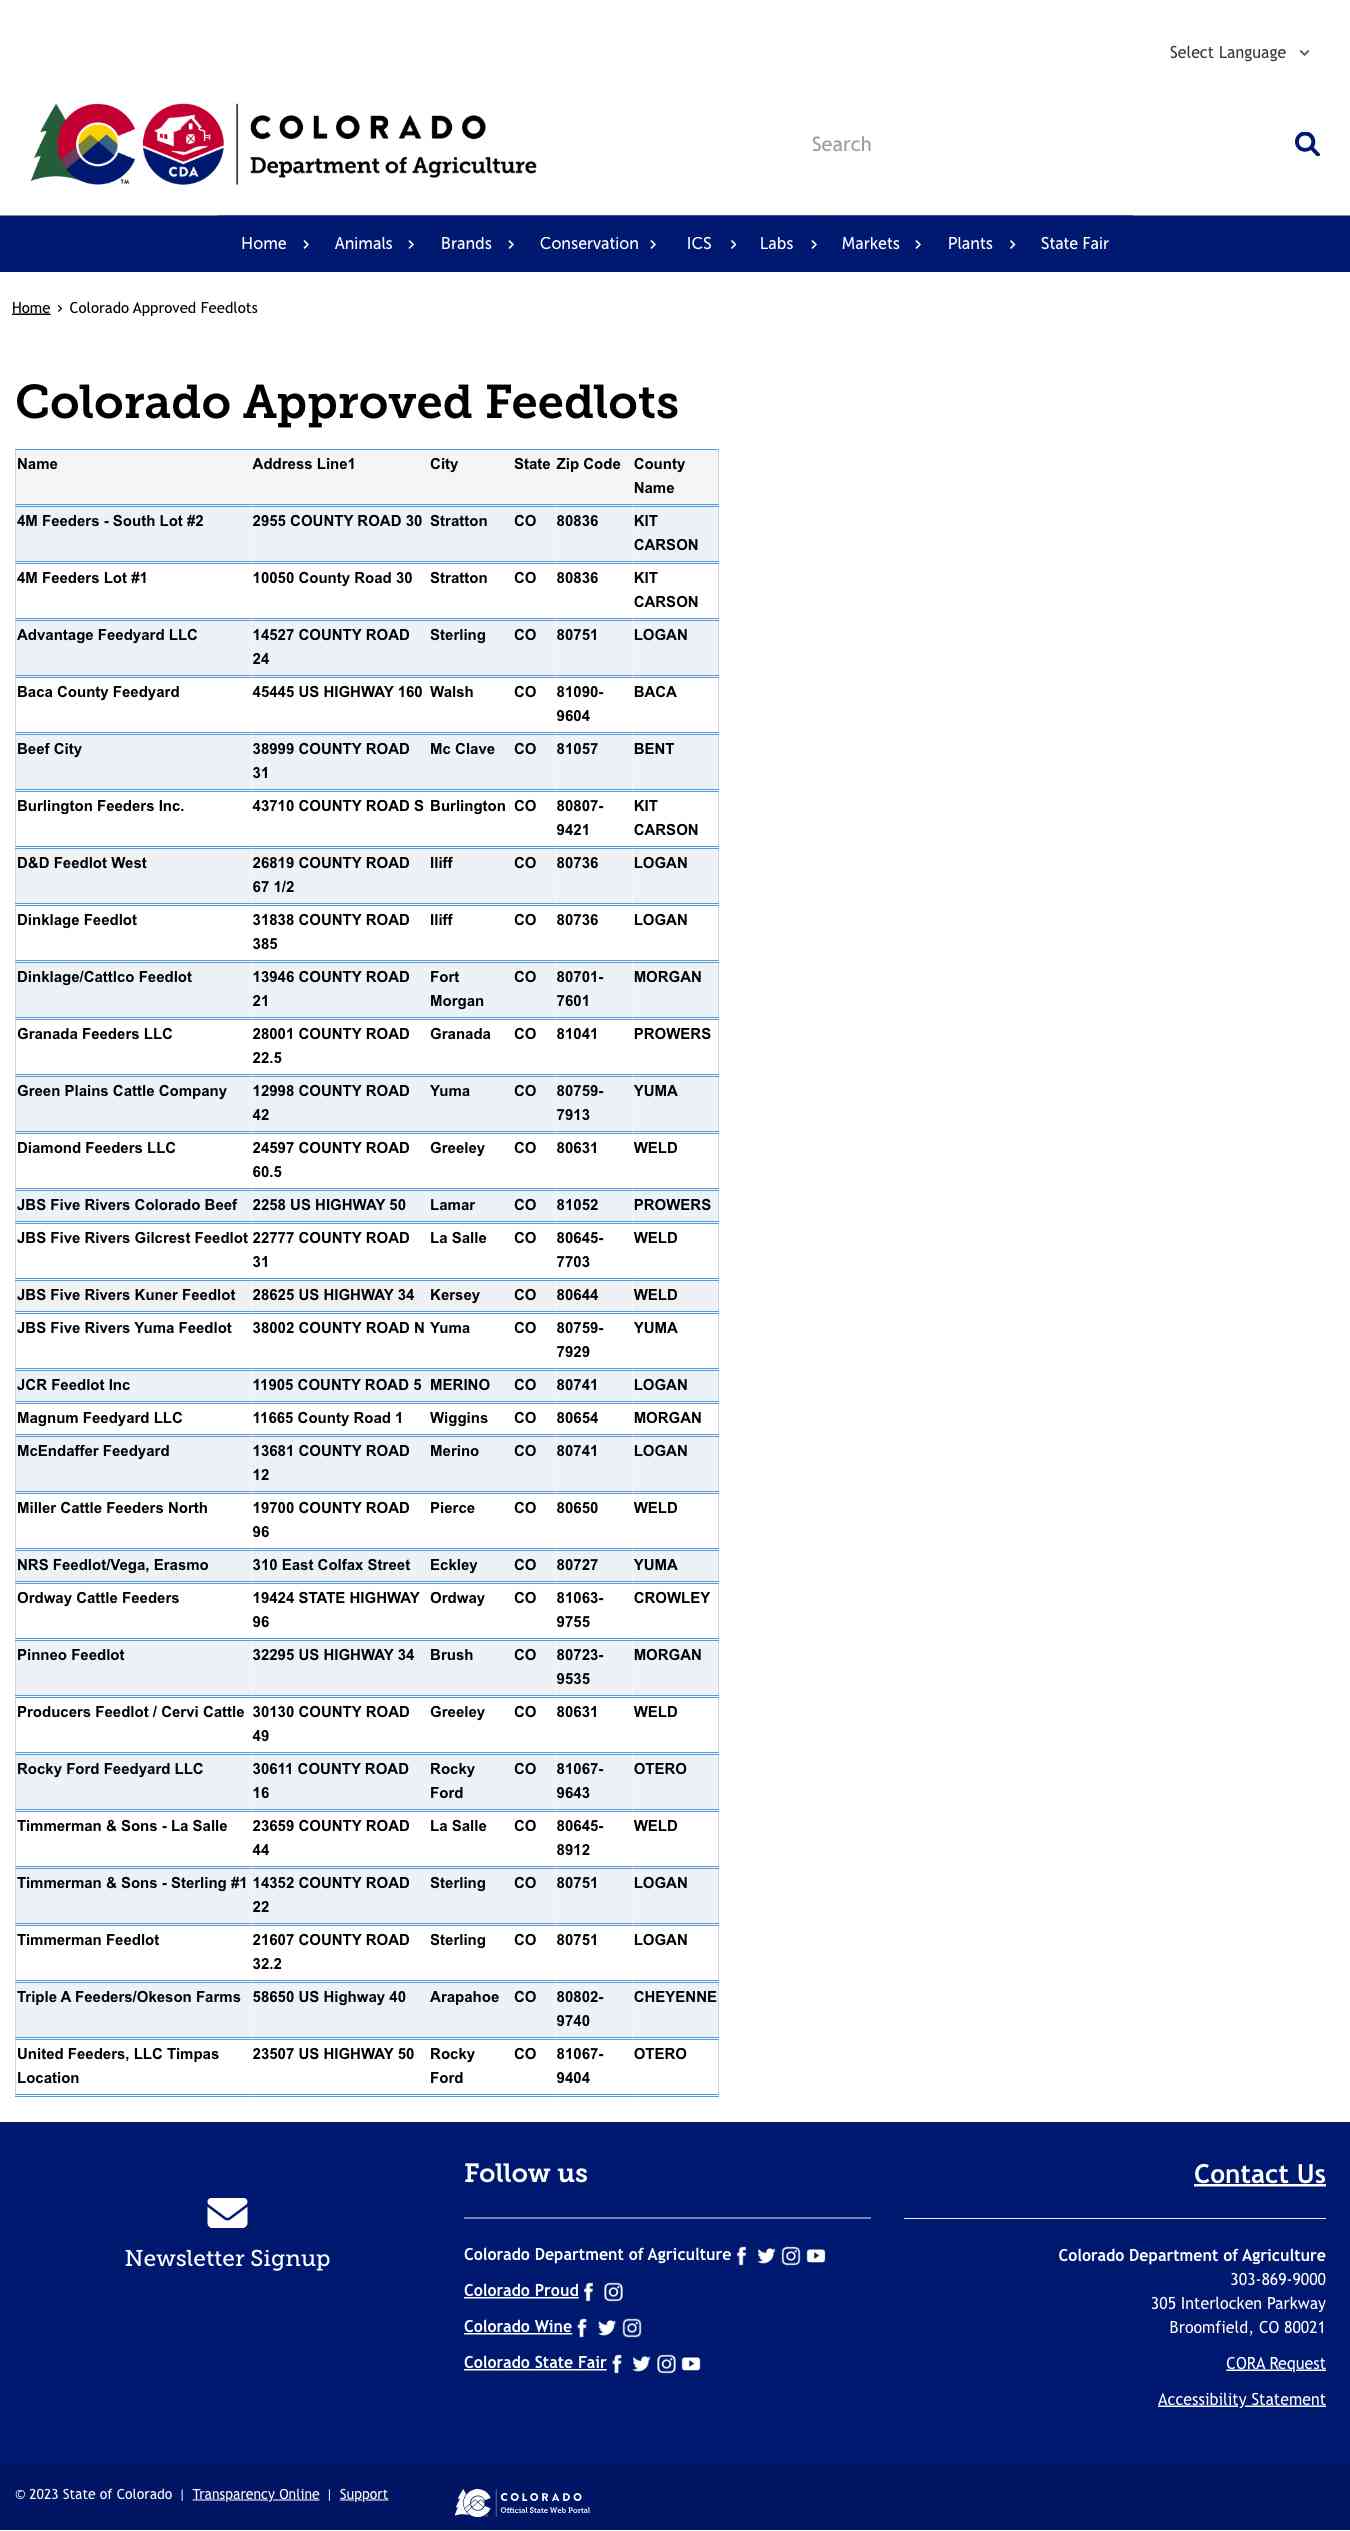 Select Language
COLORADO
Department of Agriculture
CDA
TM
Search
Home Animals Brands Conservation ICS Labs Markets Plants State Fair
Home › Colorado Approved Feedlots
Colorado Approved Feedlots
Name Address Line1 City State Zip Code County
Name
4M Feeders - South Lot #2 2955 COUNTY ROAD 30 Stratton CO 80836 KIT
CARSON
4M Feeders Lot #1 10050 County Road 30 Stratton CO 80836 KIT
CARSON
Advantage Feedyard LLC 14527 COUNTY ROAD Sterling CO 80751 LOGAN
24
Baca County Feedyard 45445 US HIGHWAY 160 Walsh CO 81090- BACA
9604
Beef City 38999 COUNTY ROAD Mc Clave CO 81057 BENT
31
Burlington Feeders Inc. 43710 COUNTY ROAD S Burlington CO 80807- KIT
9421 CARSON
D&D Feedlot West 26819 COUNTY ROAD Iliff CO 80736 LOGAN
67 1/2
Dinklage Feedlot 31838 COUNTY ROAD Iliff CO 80736 LOGAN
385
Dinklage/Cattlco Feedlot 13946 COUNTY ROAD Fort CO 80701- MORGAN
21 Morgan 7601
Granada Feeders LLC 28001 COUNTY ROAD Granada CO 81041 PROWERS
22.5
Green Plains Cattle Company 12998 COUNTY ROAD Yuma CO 80759- YUMA
42 7913
Diamond Feeders LLC 24597 COUNTY ROAD Greeley CO 80631 WELD
60.5
JBS Five Rivers Colorado Beef 2258 US HIGHWAY 50 Lamar CO 81052 PROWERS
JBS Five Rivers Gilcrest Feedlot 22777 COUNTY ROAD La Salle CO 80645- WELD
31 7703
JBS Five Rivers Kuner Feedlot 28625 US HIGHWAY 34 Kersey CO 80644 WELD
JBS Five Rivers Yuma Feedlot 38002 COUNTY ROAD N Yuma CO 80759- YUMA
7929
JCR Feedlot Inc 11905 COUNTY ROAD 5 MERINO CO 80741 LOGAN
Magnum Feedyard LLC 11665 County Road 1 Wiggins CO 80654 MORGAN
McEndaffer Feedyard 13681 COUNTY ROAD Merino CO 80741 LOGAN
12
Miller Cattle Feeders North 19700 COUNTY ROAD Pierce CO 80650 WELD
96
NRS Feedlot/Vega, Erasmo 310 East Colfax Street Eckley CO 80727 YUMA
Ordway Cattle Feeders 19424 STATE HIGHWAY Ordway CO 81063- CROWLEY
96 9755
Pinneo Feedlot 32295 US HIGHWAY 34 Brush CO 80723- MORGAN
9535
Producers Feedlot / Cervi Cattle 30130 COUNTY ROAD Greeley CO 80631 WELD
49
Rocky Ford Feedyard LLC 30611 COUNTY ROAD Rocky CO 81067- OTERO
16 Ford 9643
Timmerman & Sons - La Salle 23659 COUNTY ROAD La Salle CO 80645- WELD
44 8912
Timmerman & Sons - Sterling #1 14352 COUNTY ROAD Sterling CO 80751 LOGAN
22
Timmerman Feedlot 21607 COUNTY ROAD Sterling CO 80751 LOGAN
32.2
Triple A Feeders/Okeson Farms 58650 US Highway 40 Arapahoe CO 80802- CHEYENNE
9740
United Feeders, LLC Timpas 23507 US HIGHWAY 50 Rocky CO 81067- OTERO
Location Ford 9404
Newsletter Signup
Follow us
Colorado Department of Agriculture
Colorado Proud
Colorado Wine
Colorado State Fair
Contact Us
Colorado Department of Agriculture
303-869-9000
305 Interlocken Parkway
Broomfield, CO 80021
CORA Request
Accessibility Statement
© 2023 State of Colorado | Transparency Online | Support
COLORADO
Official State Web Portal